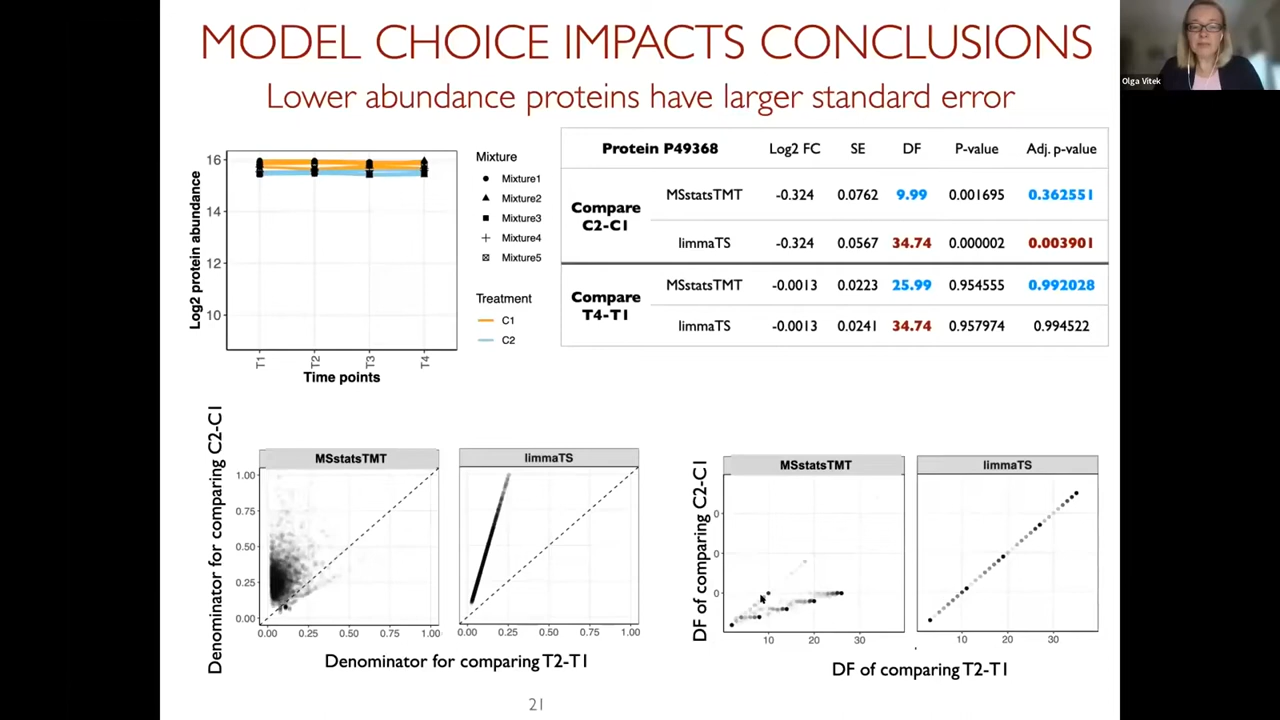 MODEL CHOICE IMPACTS CONCLUSIONS
Lower abundance proteins have larger standard error
Olga Vitek
Log2 protein abundance
16
14
12
10
T1
T2
T3
T4
Time points
Mixture
Mixture1
Mixture2
Mixture3
Mixture4
Mixture5
Treatment
C1
C2
Protein P49368 Log2 FC SE DF P-value Adj. p-value
Compare C2-C1
MSstatsTMT -0.324 0.0762 9.99 0.001695 0.362551
limmaTS -0.324 0.0567 34.74 0.000002 0.003901
Compare T4-T1
MSstatsTMT -0.0013 0.0223 25.99 0.954555 0.992028
limmaTS -0.0013 0.0241 34.74 0.957974 0.994522
Denominator for comparing C2-C1
MSstatsTMT
limmaTS
1.00
0.75
0.50
0.25
0.00
0.00 0.25 0.50 0.75 1.00
0.00 0.25 0.50 0.75 1.00
Denominator for comparing T2-T1
DF of comparing C2-C1
MSstatsTMT
limmaTS
0
0
0
10 20 30
10 20 30
DF of comparing T2-T1
21